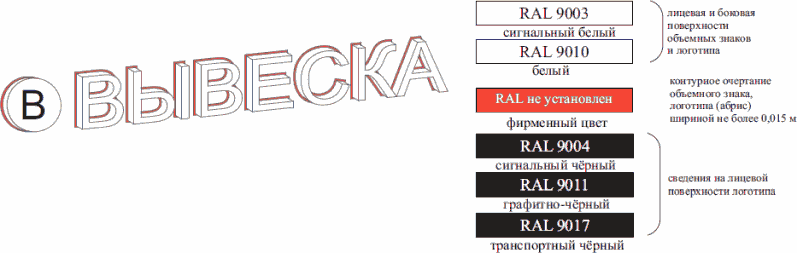 В ВЫВЕСКА
RAL 9003
сигнальный белый
RAL 9010
белый
лицевая и боковая
поверхности
объемных знаков
и логотипа
RAL не установлен
фирменный цвет
контурное очертание
объемного знака,
логотипа (абрис)
шириной не более 0,015 м
RAL 9004
сигнальный чёрный
RAL 9011
графитно-чёрный
RAL 9017
транспортный чёрный
сведения на лицевой
поверхности логотипа